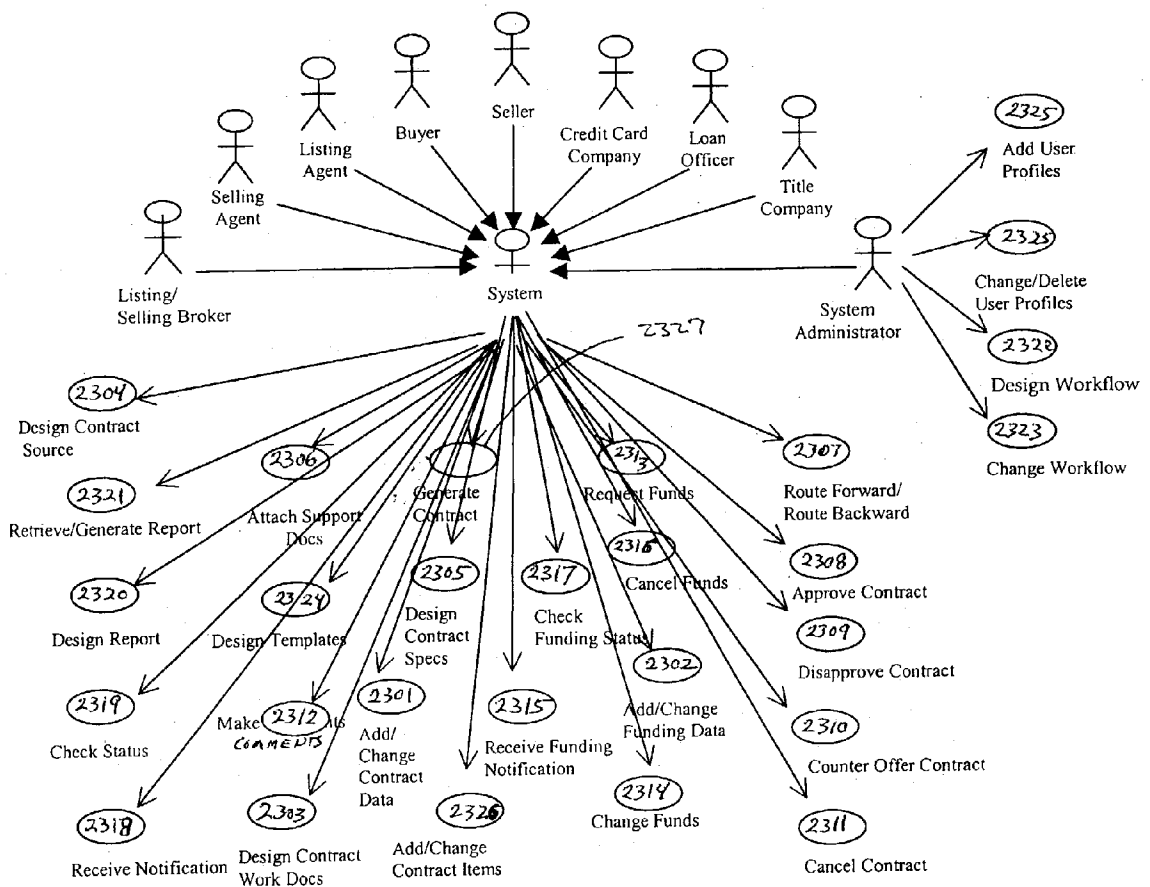 Seller
Buyer
Credit Card
Company
Loan
Officer
Listing
Agent
Title
Company
Selling
Agent
Listing/
Selling Broker
System
System
Administrator
2325
Add User
Profiles
2325
Change/Delete
User Profiles
2322
Design Workflow
2323
Change Workflow
2327
2304
Design Contract
Source
2306
Attach Support
Docs
Generate
Contract
2313
Request Funds
2307
Route Forward/
Route Backward
2321
Retrieve/Generate Report
2305
Design
Contract
Specs
2317
Check
Funding Status
2316
Cancel Funds
2308
Approve Contract
2320
Design Report
2324
Design Templates
2309
Disapprove Contract
2302
Add/Change
Funding Data
2319
Check Status
Make 2312
COMMENTS
2301
Add/
Change
Contract
Data
2315
Receive Funding
Notification
2310
Counter Offer Contract
2318
Receive Notification
2303
Design Contract
Work Docs
2326
Add/Change
Contract Items
2314
Change Funds
2311
Cancel Contract